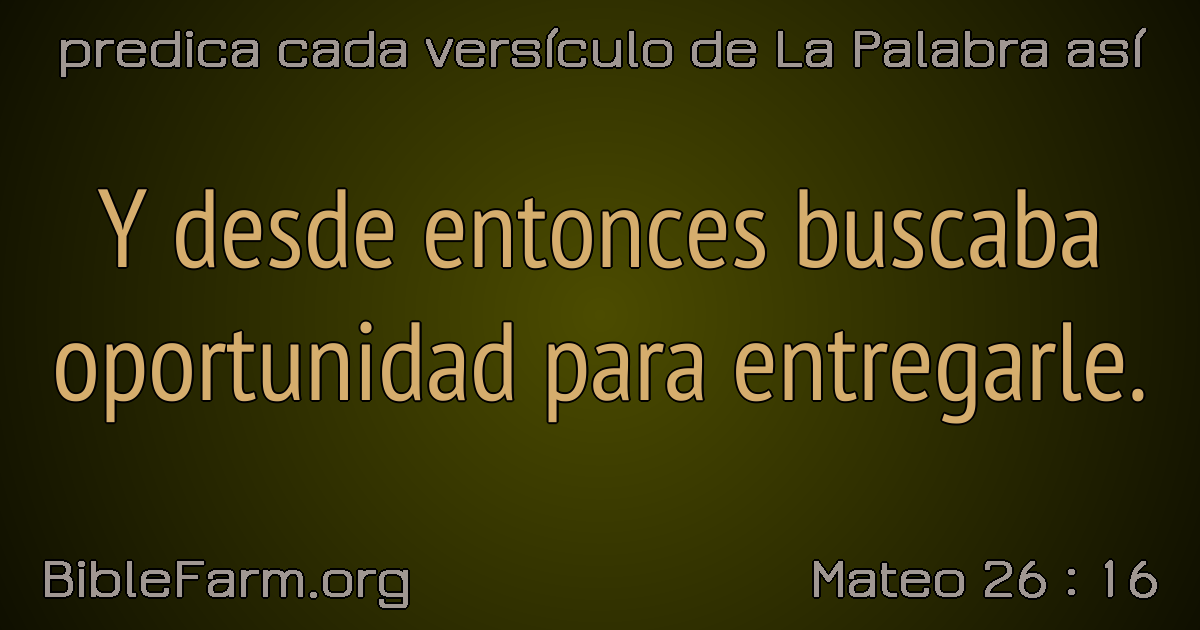 predica cada versículo de La Palabra así
Y desde entonces buscaba
oportunidad para entregarle.
BibleFarm.org
Mateo 26 : 16